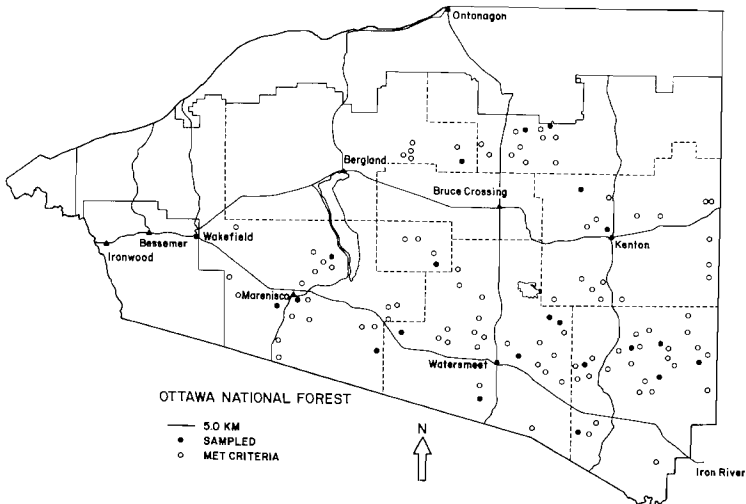 Ontonagon
Bergland
Bruce Crossing
Bessemer
Wakefield
Kenton
Ironwood
Marenisco
Watersmeet
OTTAWA NATIONAL FOREST
5.0 KM
SAMPLED
MET CRITERIA
N
Iron River